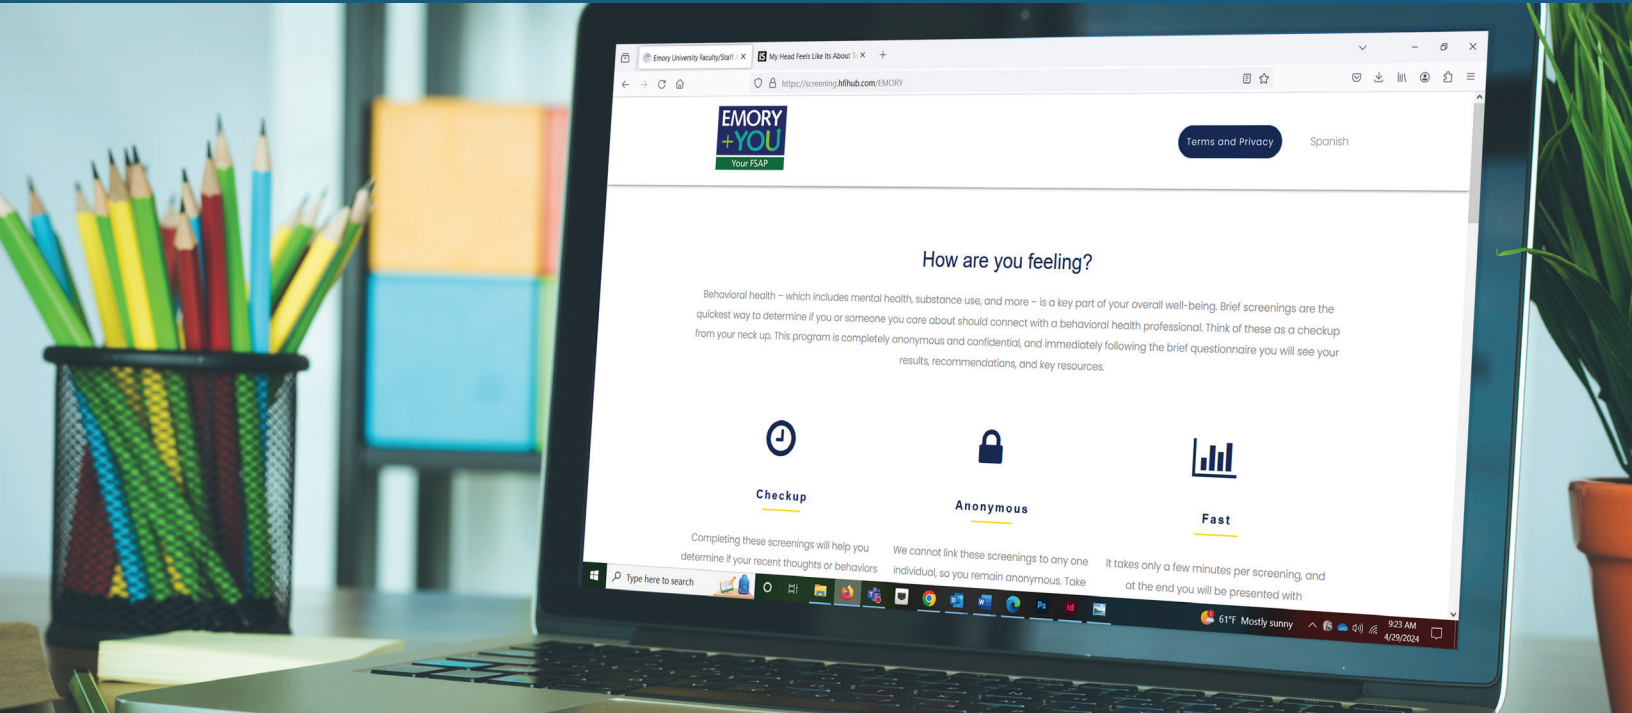 Emory University Faculty/Staff
My Head Feels Like Its About T
https://screening.hfihub.com/EMORY
EMORY
+YOU
Your FSAP
Terms and Privacy
Spanish
How are you feeling?
Behavioral health – which includes mental health, substance use, and more – is a key part of your overall well-being. Brief screenings are the
quickest way to determine if you or someone you care about should connect with a behavioral health professional. Think of these as a checkup
from your neck up. This program is completely anonymous and confidential, and immediately following the brief questionnaire you will see your
results, recommendations, and key resources.
Checkup
Completing these screenings will help you
determine if your recent thoughts or behaviors
Anonymous
We cannot link these screenings to any one
individual, so you remain anonymous. Take
Fast
It takes only a few minutes per screening, and
at the end you will be presented with
Type here to search
Ps
Id
61°F Mostly sunny
9:23 AM
4/29/2024